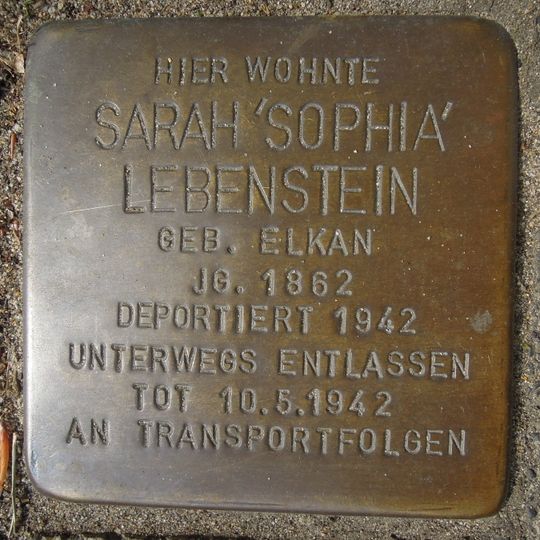 HIER WOHNTE
SARAH 'SOPHIA'
LEBENSTEIN
GEB. ELKAN
JG. 1862
DEPORTIERT 1942
UNTERWEGS ENTLASSEN
TOT 10.5.1942
AN TRANSPORTFOLGEN